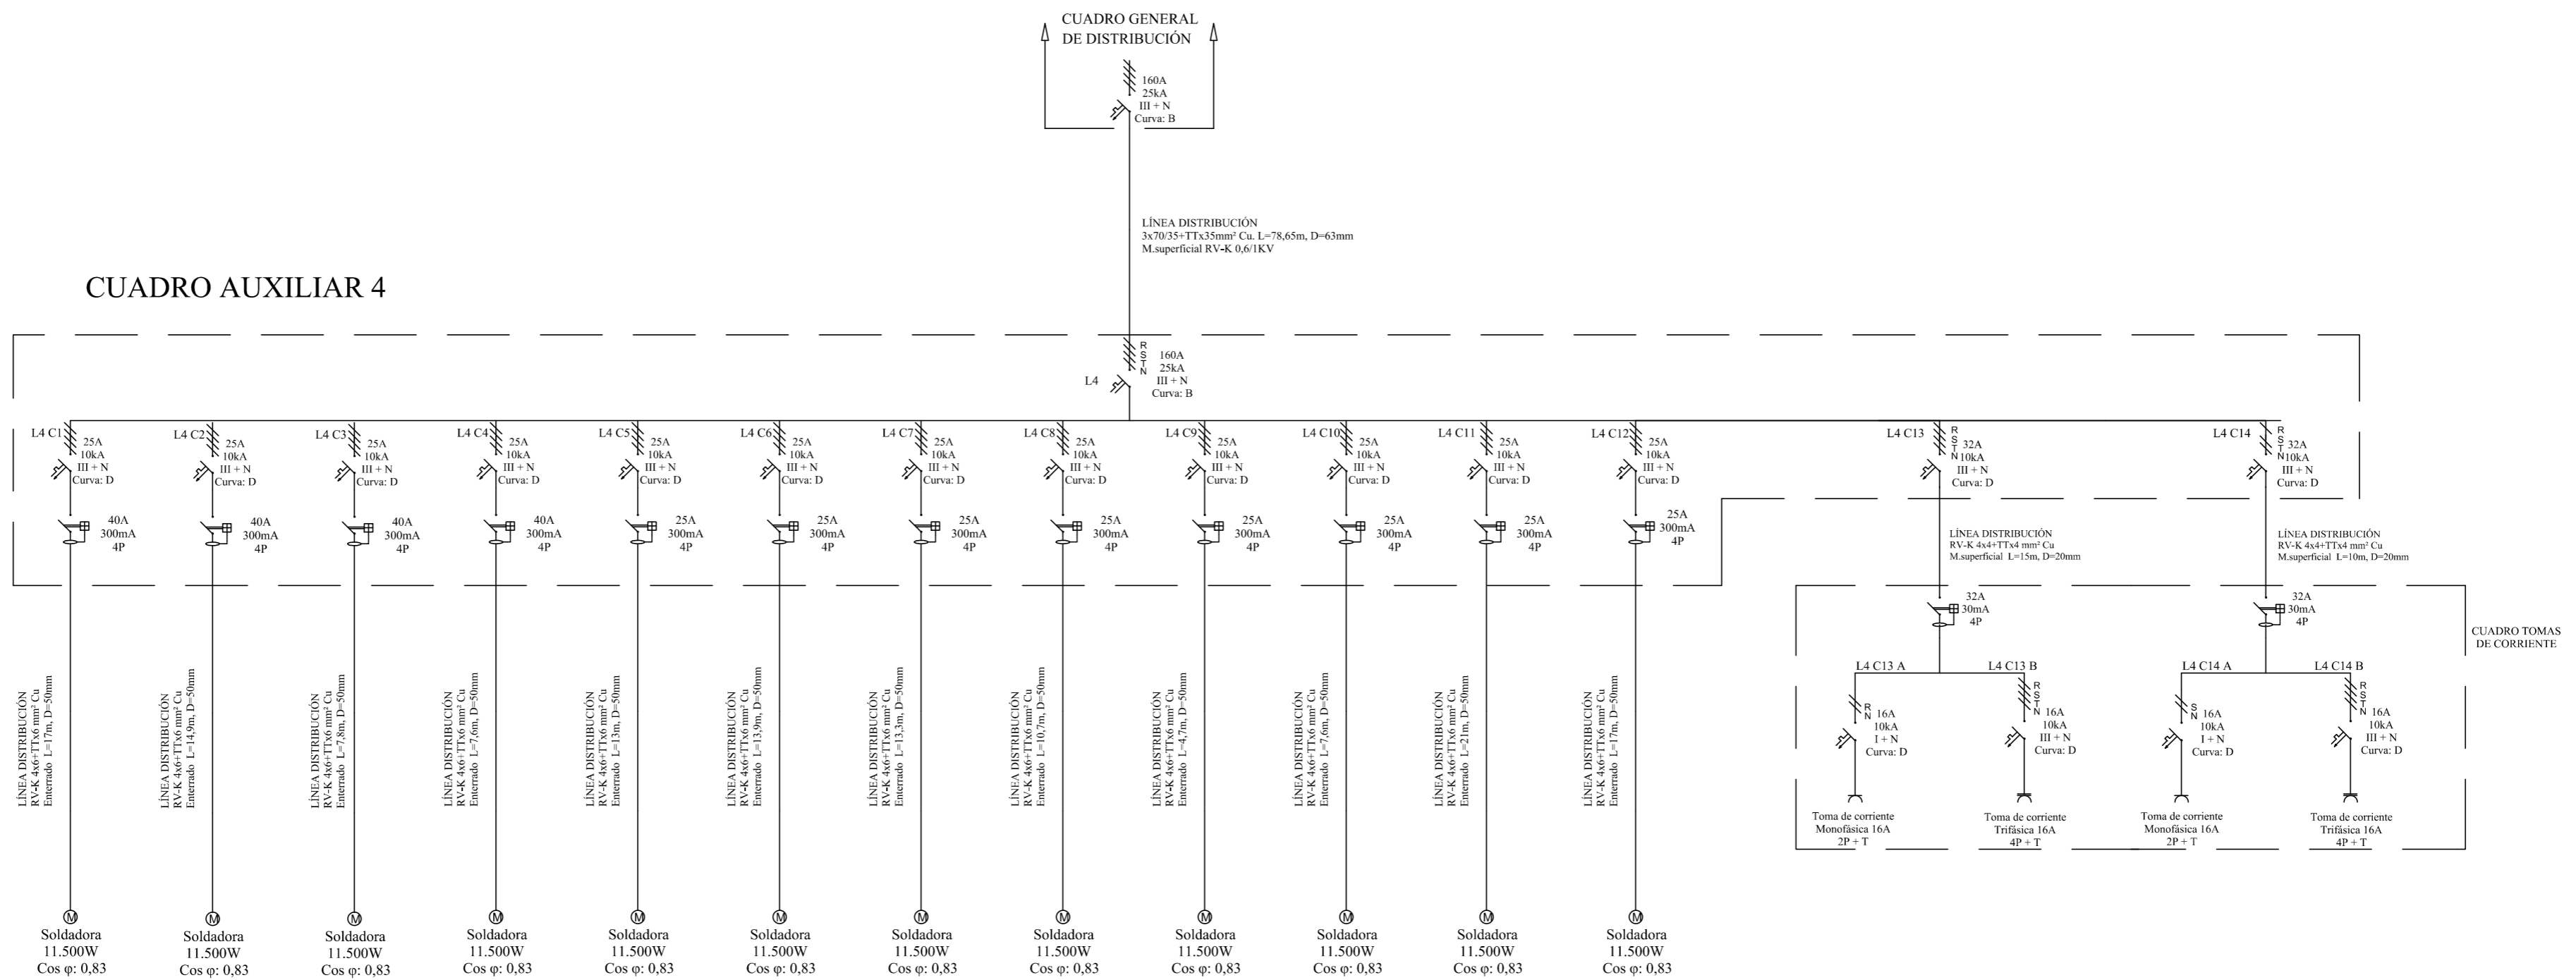 CUADRO GENERAL
DE DISTRIBUCIÓN
160A
25kA
III + N
Curva: B
LÍNEA DISTRIBUCIÓN
3x70/35+TTx35mm² Cu. L=78,65m, D=63mm
M.superficial RV-K 0,6/1KV
CUADRO AUXILIAR 4
L4
R
S
T
N
160A
25kA
III + N
Curva: B
L4 C1
25A
10kA
III + N
Curva: D
40A
300mA
4P
LÍNEA DISTRIBUCIÓN
RV-K 4x6+TTx6 mm² Cu
Enterrado L=17m, D=50mm
Soldadora
11.500W
Cos φ: 0,83
L4 C2
25A
10kA
III + N
Curva: D
40A
300mA
4P
LÍNEA DISTRIBUCIÓN
RV-K 4x6+TTx6 mm² Cu
Enterrado L=14,9m, D=50mm
Soldadora
11.500W
Cos φ: 0,83
L4 C3
25A
10kA
III + N
Curva: D
40A
300mA
4P
LÍNEA DISTRIBUCIÓN
RV-K 4x6+TTx6 mm² Cu
Enterrado L=7,8m, D=50mm
Soldadora
11.500W
Cos φ: 0,83
L4 C4
25A
10kA
III + N
Curva: D
40A
300mA
4P
LÍNEA DISTRIBUCIÓN
RV-K 4x6+TTx6 mm² Cu
Enterrado L=7,6m, D=50mm
Soldadora
11.500W
Cos φ: 0,83
L4 C5
25A
10kA
III + N
Curva: D
25A
300mA
4P
LÍNEA DISTRIBUCIÓN
RV-K 4x6+TTx6 mm² Cu
Enterrado L=13m, D=50mm
Soldadora
11.500W
Cos φ: 0,83
L4 C6
25A
10kA
III + N
Curva: D
25A
300mA
4P
LÍNEA DISTRIBUCIÓN
RV-K 4x6+TTx6 mm² Cu
Enterrado L=13,9m, D=50mm
Soldadora
11.500W
Cos φ: 0,83
L4 C7
25A
10kA
III + N
Curva: D
25A
300mA
4P
LÍNEA DISTRIBUCIÓN
RV-K 4x6+TTx6 mm² Cu
Enterrado L=13,3m, D=50mm
Soldadora
11.500W
Cos φ: 0,83
L4 C8
25A
10kA
III + N
Curva: D
25A
300mA
4P
LÍNEA DISTRIBUCIÓN
RV-K 4x6+TTx6 mm² Cu
Enterrado L=10,7m, D=50mm
Soldadora
11.500W
Cos φ: 0,83
L4 C9
25A
10kA
III + N
Curva: D
25A
300mA
4P
LÍNEA DISTRIBUCIÓN
RV-K 4x6+TTx6 mm² Cu
Enterrado L=4,7m, D=50mm
Soldadora
11.500W
Cos φ: 0,83
L4 C10
25A
10kA
III + N
Curva: D
25A
300mA
4P
LÍNEA DISTRIBUCIÓN
RV-K 4x6+TTx6 mm² Cu
Enterrado L=7,6m, D=50mm
Soldadora
11.500W
Cos φ: 0,83
L4 C11
25A
10kA
III + N
Curva: D
25A
300mA
4P
LÍNEA DISTRIBUCIÓN
RV-K 4x6+TTx6 mm² Cu
Enterrado L=21m, D=50mm
Soldadora
11.500W
Cos φ: 0,83
L4 C12
25A
10kA
III + N
Curva: D
25A
300mA
4P
LÍNEA DISTRIBUCIÓN
RV-K 4x6+TTx6 mm² Cu
Enterrado L=17m, D=50mm
Soldadora
11.500W
Cos φ: 0,83
L4 C13
R
S
T
N
32A
10kA
III + N
Curva: D
LÍNEA DISTRIBUCIÓN
RV-K 4x4+TTx4 mm² Cu
M.superficial L=15m, D=20mm
32A
30mA
4P
L4 C13 A
R
N
16A
10kA
I + N
Curva: D
Toma de corriente
Monofásica 16A
2P + T
L4 C13 B
R
S
T
N
16A
10kA
III + N
Curva: D
Toma de corriente
Trifásica 16A
4P + T
L4 C14
R
S
T
N
32A
10kA
III + N
Curva: D
LÍNEA DISTRIBUCIÓN
RV-K 4x4+TTx4 mm² Cu
M.superficial L=10m, D=20mm
32A
30mA
4P
L4 C14 A
S
N
16A
10kA
I + N
Curva: D
Toma de corriente
Monofásica 16A
2P + T
L4 C14 B
R
S
T
N
16A
10kA
III + N
Curva: D
Toma de corriente
Trifásica 16A
4P + T
CUADRO TOMAS
DE CORRIENTE
M
M
M
M
M
M
M
M
M
M
M
M